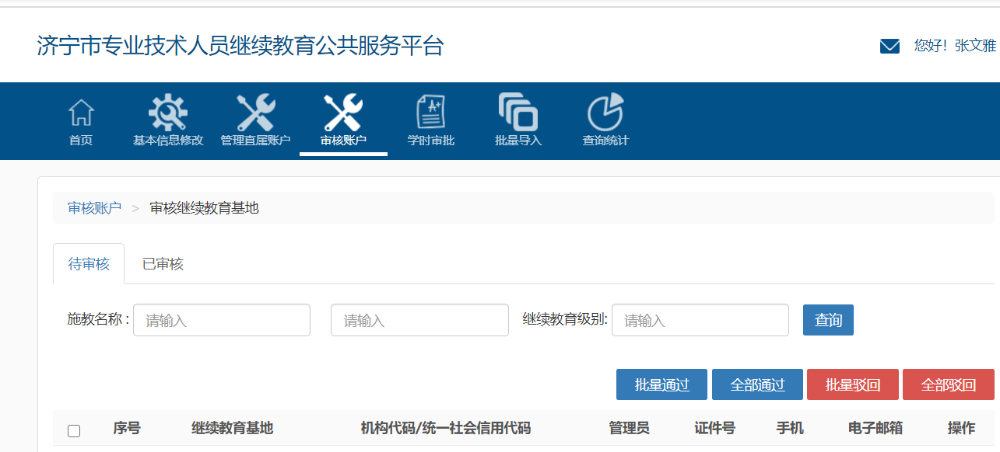 济宁市专业技术人员继续教育公共服务平台
您好！张文雅
首页 基本信息修改 管理直属账户 审核账户 学时审批 批量导入 查询统计
审核账户 > 审核继续教育基地
待审核 已审核
施教名称 : 请输入 请输入 继续教育级别: 请输入 查询
批量通过 全部通过 批量驳回 全部驳回
序号 继续教育基地 机构代码/统一社会信用代码 管理员 证件号 手机 电子邮箱 操作